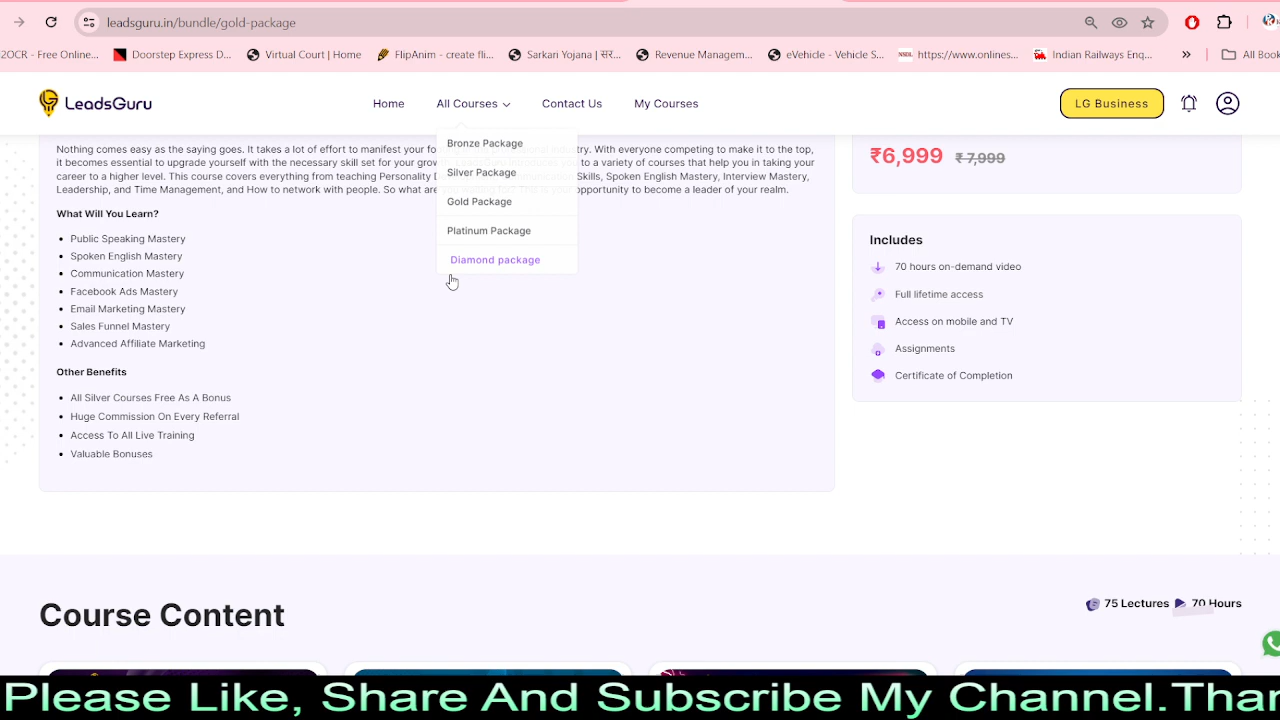 leadsguru.in/bundle/gold-package
2OCR - Free Online... Doorstep Express D... Virtual Court | Home FlipAnim - create fli... Sarkari Yojana | सर... Revenue Managem... eVehicle - Vehicle S... https://www.onlines... Indian Railways Enq... » All Book
LeadsGuru Home All Courses Contact Us My Courses LG Business
Bronze Package
Silver Package
Gold Package
Platinum Package
Diamond package
Nothing comes easy as the saying goes. It takes a lot of effort to manifest your industry. With everyone competing to make it to the top,
it becomes essential to upgrade yourself with the necessary skill set for your to a variety of courses that help you in taking your
career to a higher level. This course covers everything from teaching Personality Skills, Spoken English Mastery, Interview Mastery,
Leadership, and Time Management, and How to network with people. So what are opportunity to become a leader of your realm.
What Will You Learn?
Public Speaking Mastery
Spoken English Mastery
Communication Mastery
Facebook Ads Mastery
Email Marketing Mastery
Sales Funnel Mastery
Advanced Affiliate Marketing
Other Benefits
All Silver Courses Free As A Bonus
Huge Commission On Every Referral
Access To All Live Training
Valuable Bonuses
₹6,999 ₹ 7,999
Includes
70 hours on-demand video
Full lifetime access
Access on mobile and TV
Assignments
Certificate of Completion
Course Content
75 Lectures 70 Hours
Please Like, Share And Subscribe My Channel.Thar